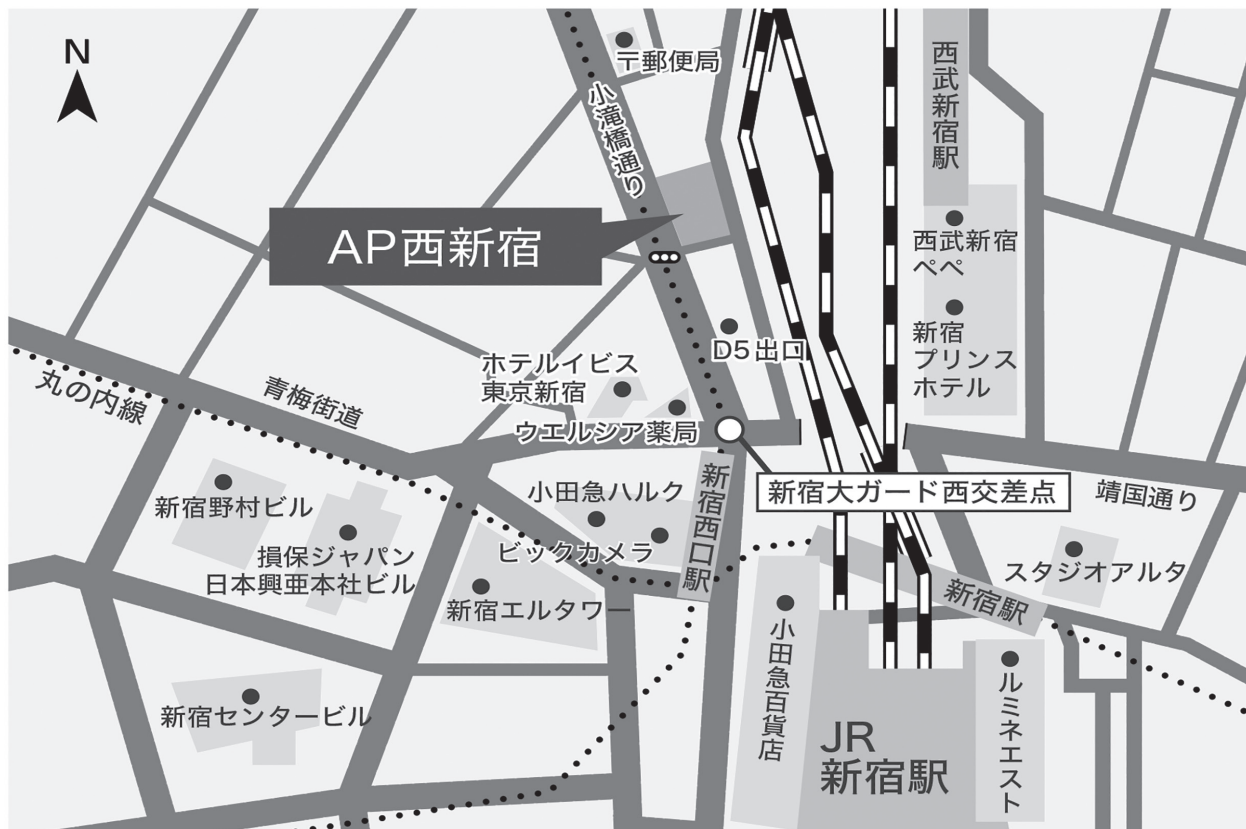 N
〒郵便局
小滝橋通り
西武新宿駅
AP西新宿
西武新宿
ペペ
新宿
プリンス
ホテル
D5出口
ホテルイビス
東京新宿
ウエルシア薬局
丸の内線
青梅街道
新宿大ガード西交差点
靖国通り
新宿野村ビル
損保ジャパン
日本興亜本社ビル
小田急ハルク
ビックカメラ
新宿西口駅
新宿エルタワー
スタジオアルタ
新宿駅
小田急百貨店
ルミネエスト
新宿センタービル
JR
新宿駅